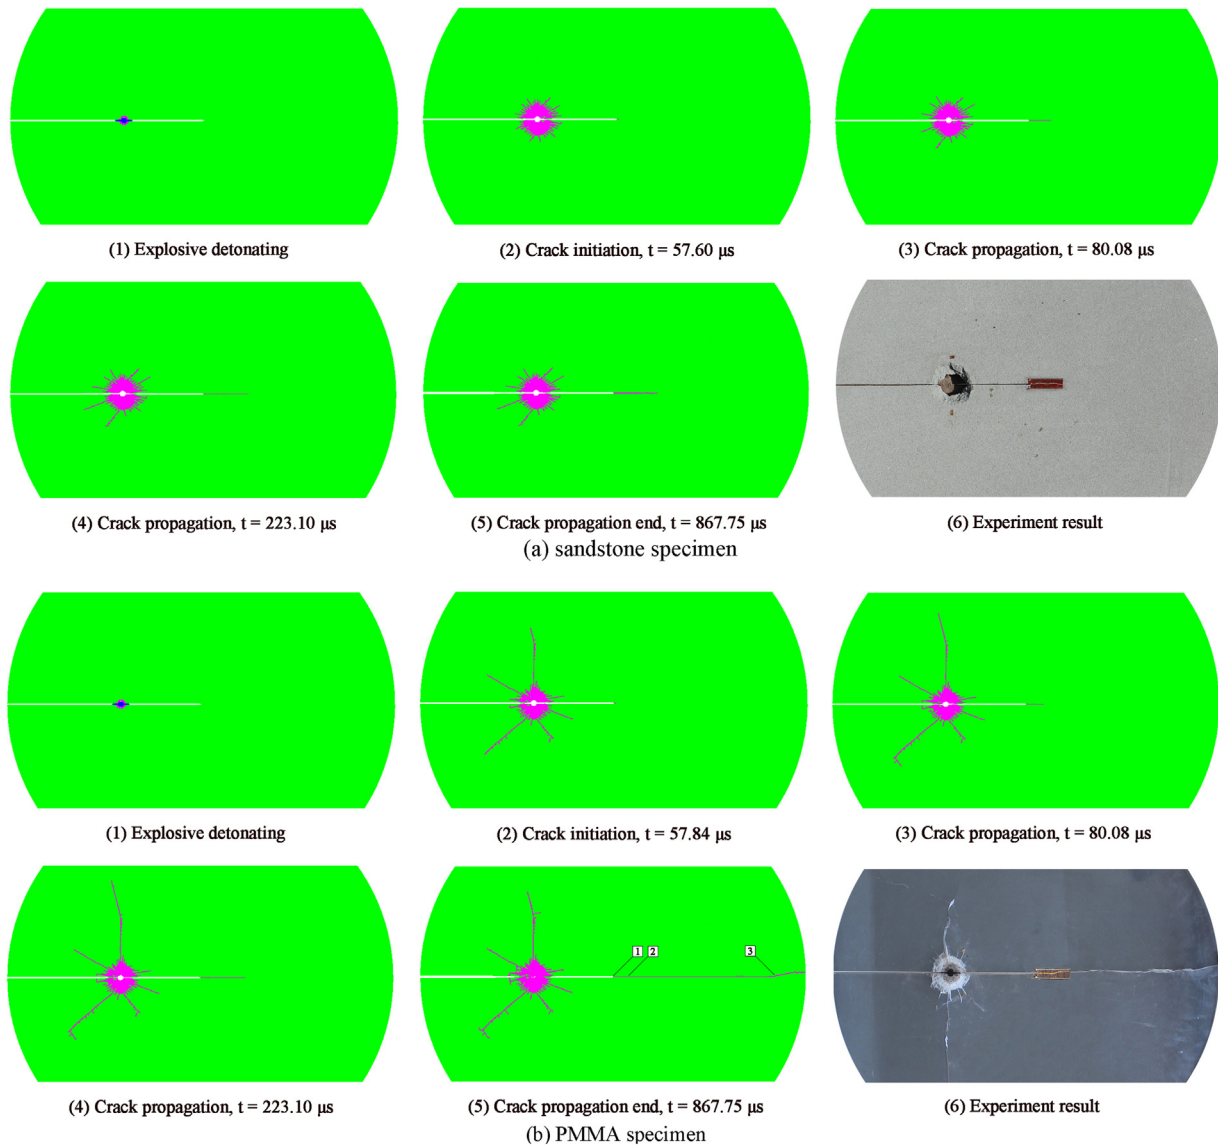 (1) Explosive detonating
(2) Crack initiation, t = 57.60 μs
(3) Crack propagation, t = 80.08 μs
(4) Crack propagation, t = 223.10 μs
(5) Crack propagation end, t = 867.75 μs
(6) Experiment result
(a) sandstone specimen
(1) Explosive detonating
(2) Crack initiation, t = 57.84 μs
(3) Crack propagation, t = 80.08 μs
1 2 3
(4) Crack propagation, t = 223.10 μs
(5) Crack propagation end, t = 867.75 μs
(6) Experiment result
(b) PMMA specimen